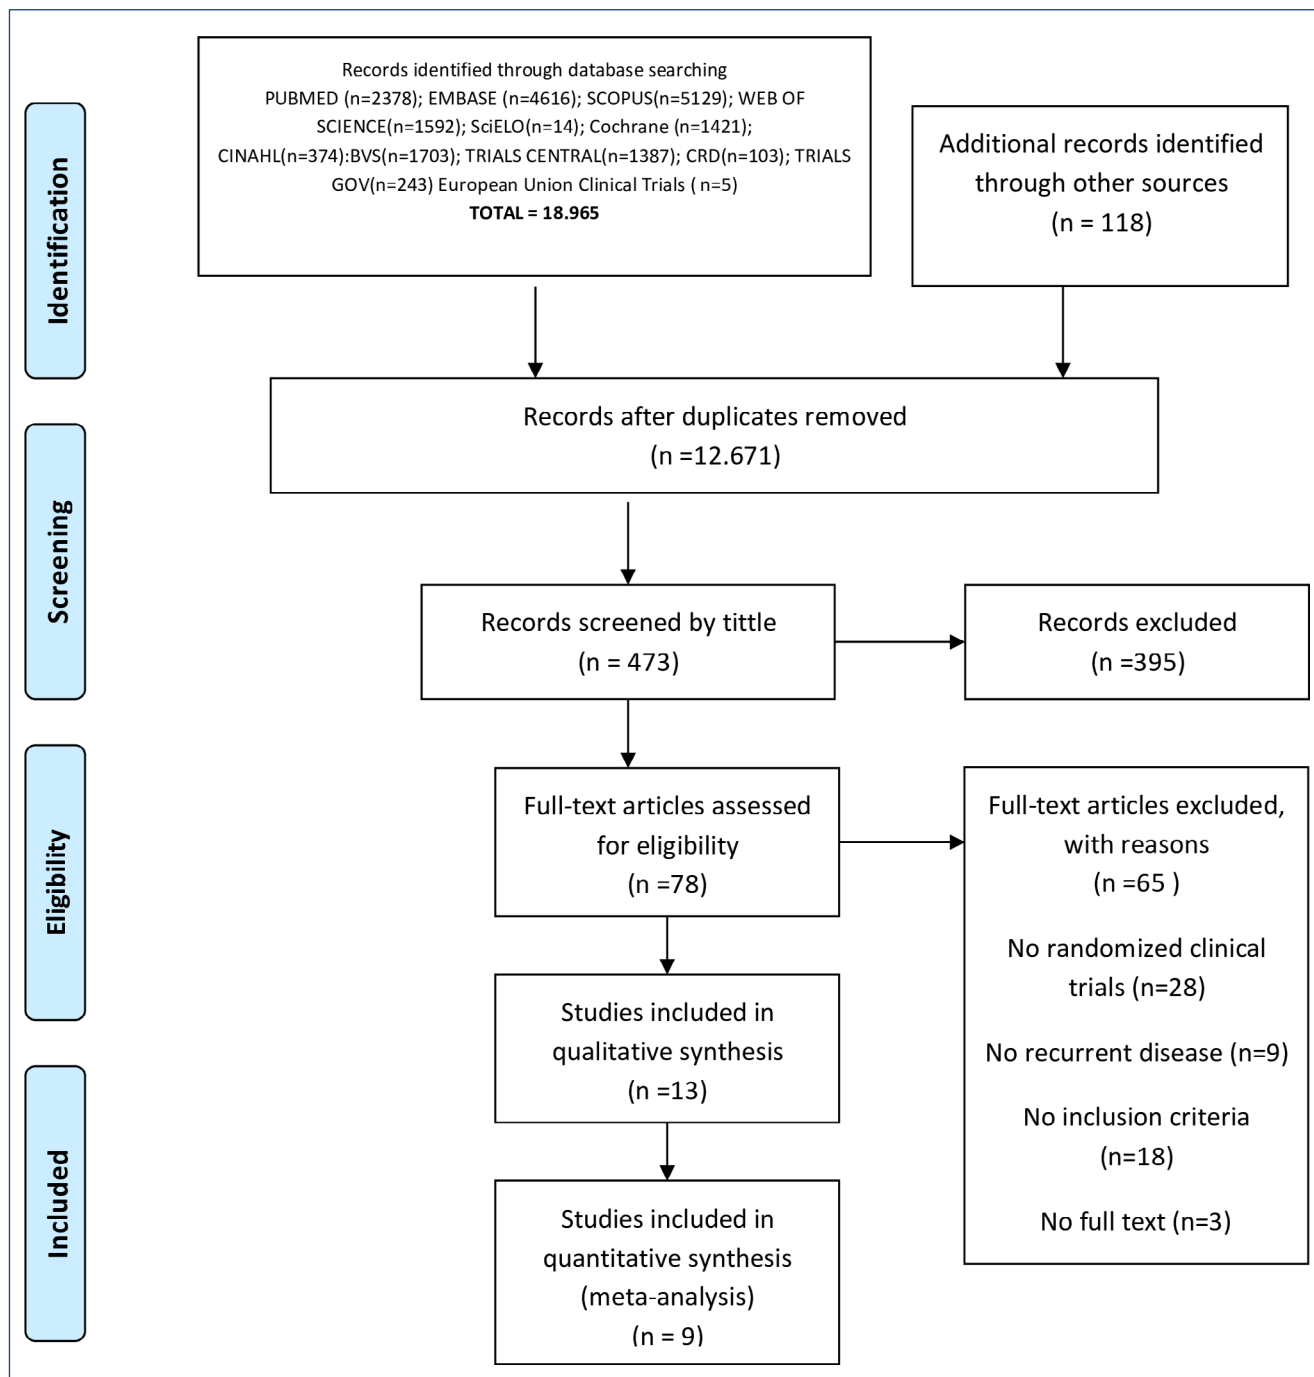 Identification
Records identified through database searching
PUBMED (n=2378); EMBASE (n=4616); SCOPUS(n=5129); WEB OF
SCIENCE(n=1592); SciELO(n=14); Cochrane (n=1421);
CINAHL(n=374):BVS(n=1703); TRIALS CENTRAL(n=1387); CRD(n=103); TRIALS
GOV(n=243) European Union Clinical Trials ( n=5)
TOTAL = 18.965
Additional records identified
through other sources
(n = 118)
Records after duplicates removed
(n =12.671)
Screening
Records screened by tittle
(n = 473)
Records excluded
(n =395)
Eligibility
Full-text articles assessed
for eligibility
(n =78)
Full-text articles excluded,
with reasons
(n =65 )
No randomized clinical
trials (n=28)
No recurrent disease (n=9)
No inclusion criteria
(n=18)
No full text (n=3)
Studies included in
qualitative synthesis
(n =13)
Included
Studies included in
quantitative synthesis
(meta-analysis)
(n = 9)